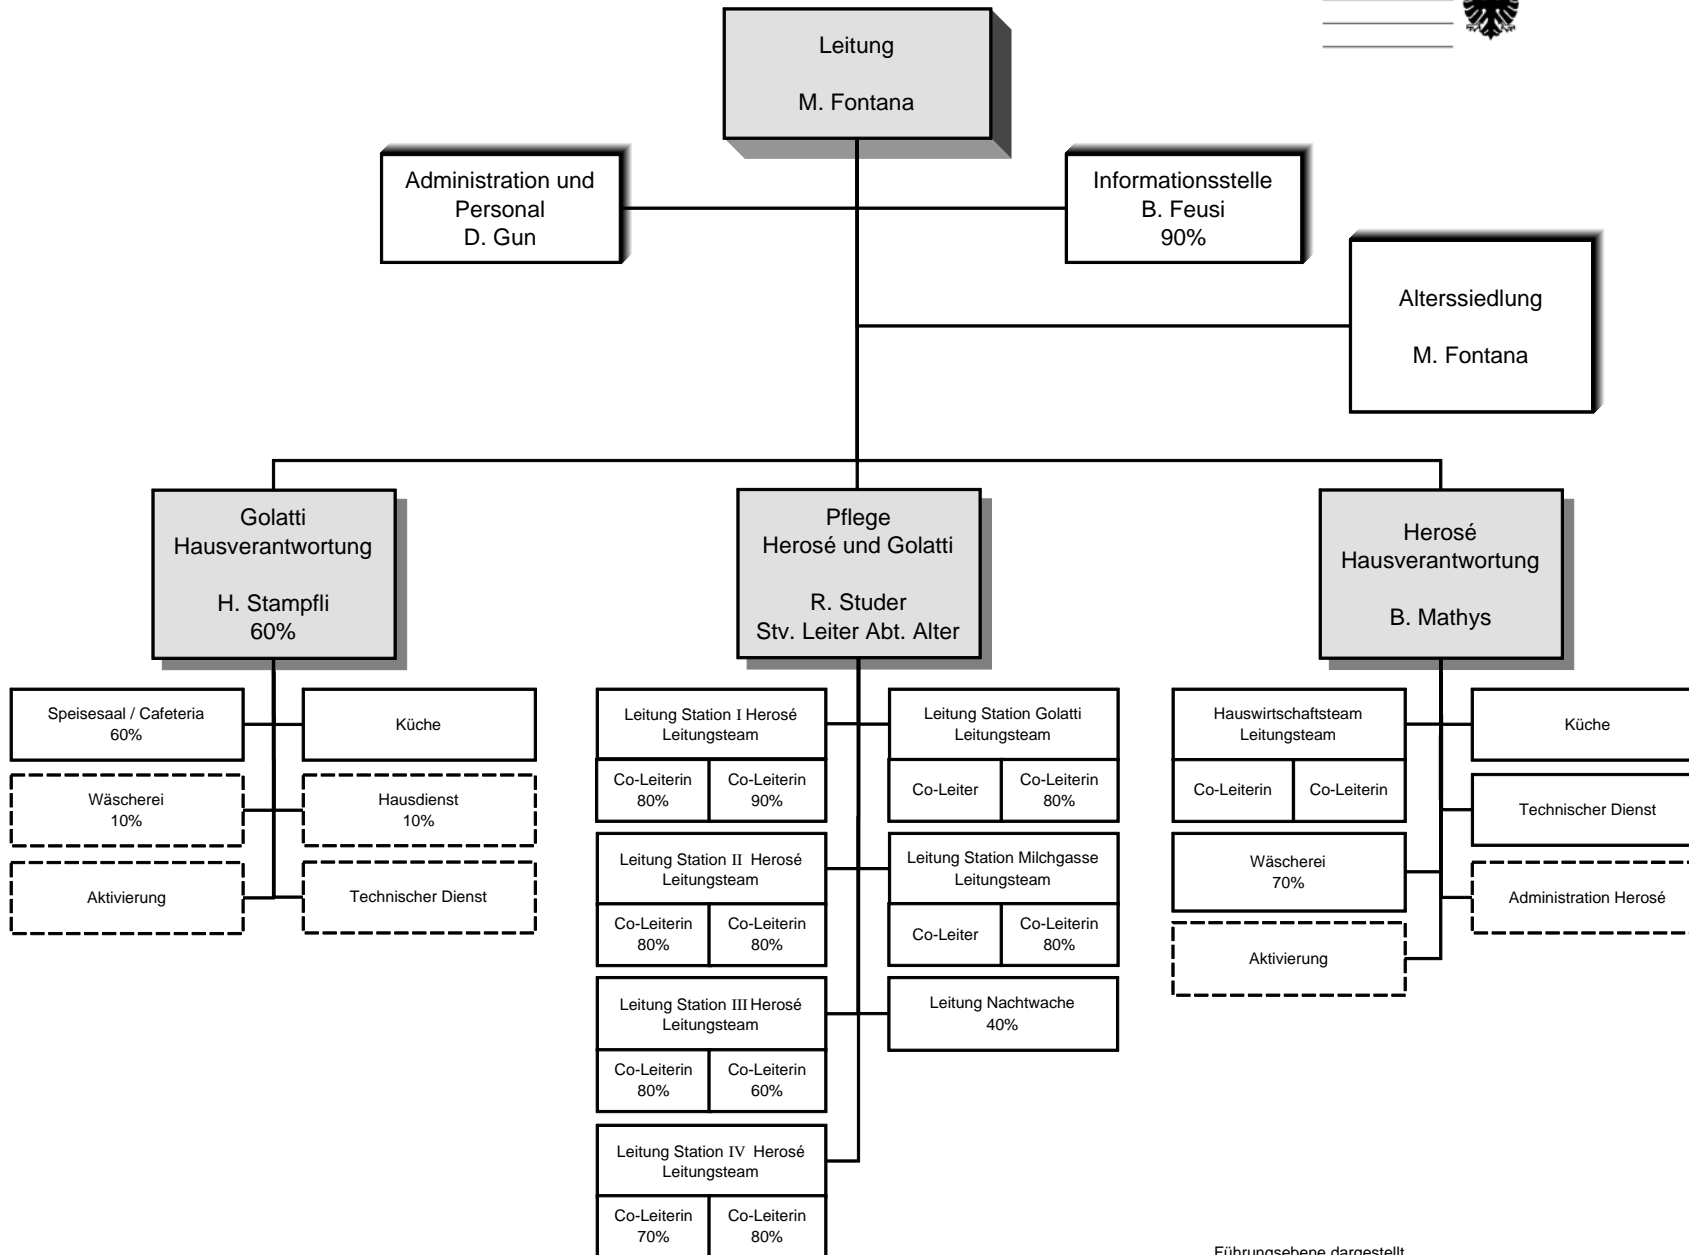 Leitung
M. Fontana
Administration und
Personal
D. Gun
Informationsstelle
B. Feusi
90%
Alterssiedlung
M. Fontana
Golatti
Hausverantwortung
H. Stampfli
60%
Pflege
Herosé und Golatti
R. Studer
Stv. Leiter Abt. Alter
Herosé
Hausverantwortung
B. Mathys
Speisesaal / Cafeteria
60%
Küche
Wäscherei
10%
Hausdienst
10%
Aktivierung
Technischer Dienst
Leitung Station I Herosé
Leitungsteam
Co-Leiterin
80%
Co-Leiterin
90%
Leitung Station Golatti
Leitungsteam
Co-Leiter
Co-Leiterin
80%
Leitung Station II Herosé
Leitungsteam
Co-Leiterin
80%
Co-Leiterin
80%
Leitung Station Milchgasse
Leitungsteam
Co-Leiter
Co-Leiterin
80%
Leitung Station III Herosé
Leitungsteam
Co-Leiterin
80%
Co-Leiterin
60%
Leitung Nachtwache
40%
Leitung Station IV Herosé
Leitungsteam
Co-Leiterin
70%
Co-Leiterin
80%
Hauswirtschaftsteam
Leitungsteam
Co-Leiterin
Co-Leiterin
Küche
Technischer Dienst
Wäscherei
70%
Administration Herosé
Aktivierung
Führungsebene dargestellt